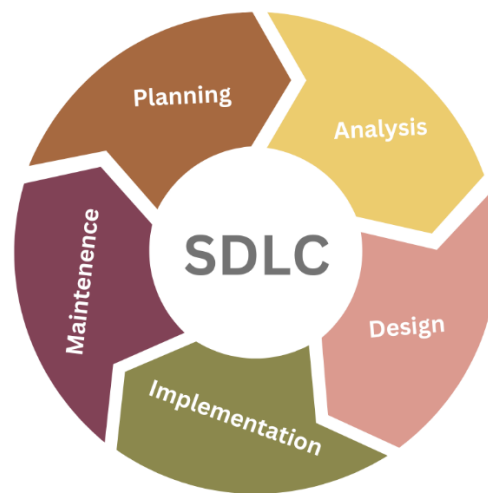 Planning
Analysis
Design
Implementation
Maintenence
SDLC